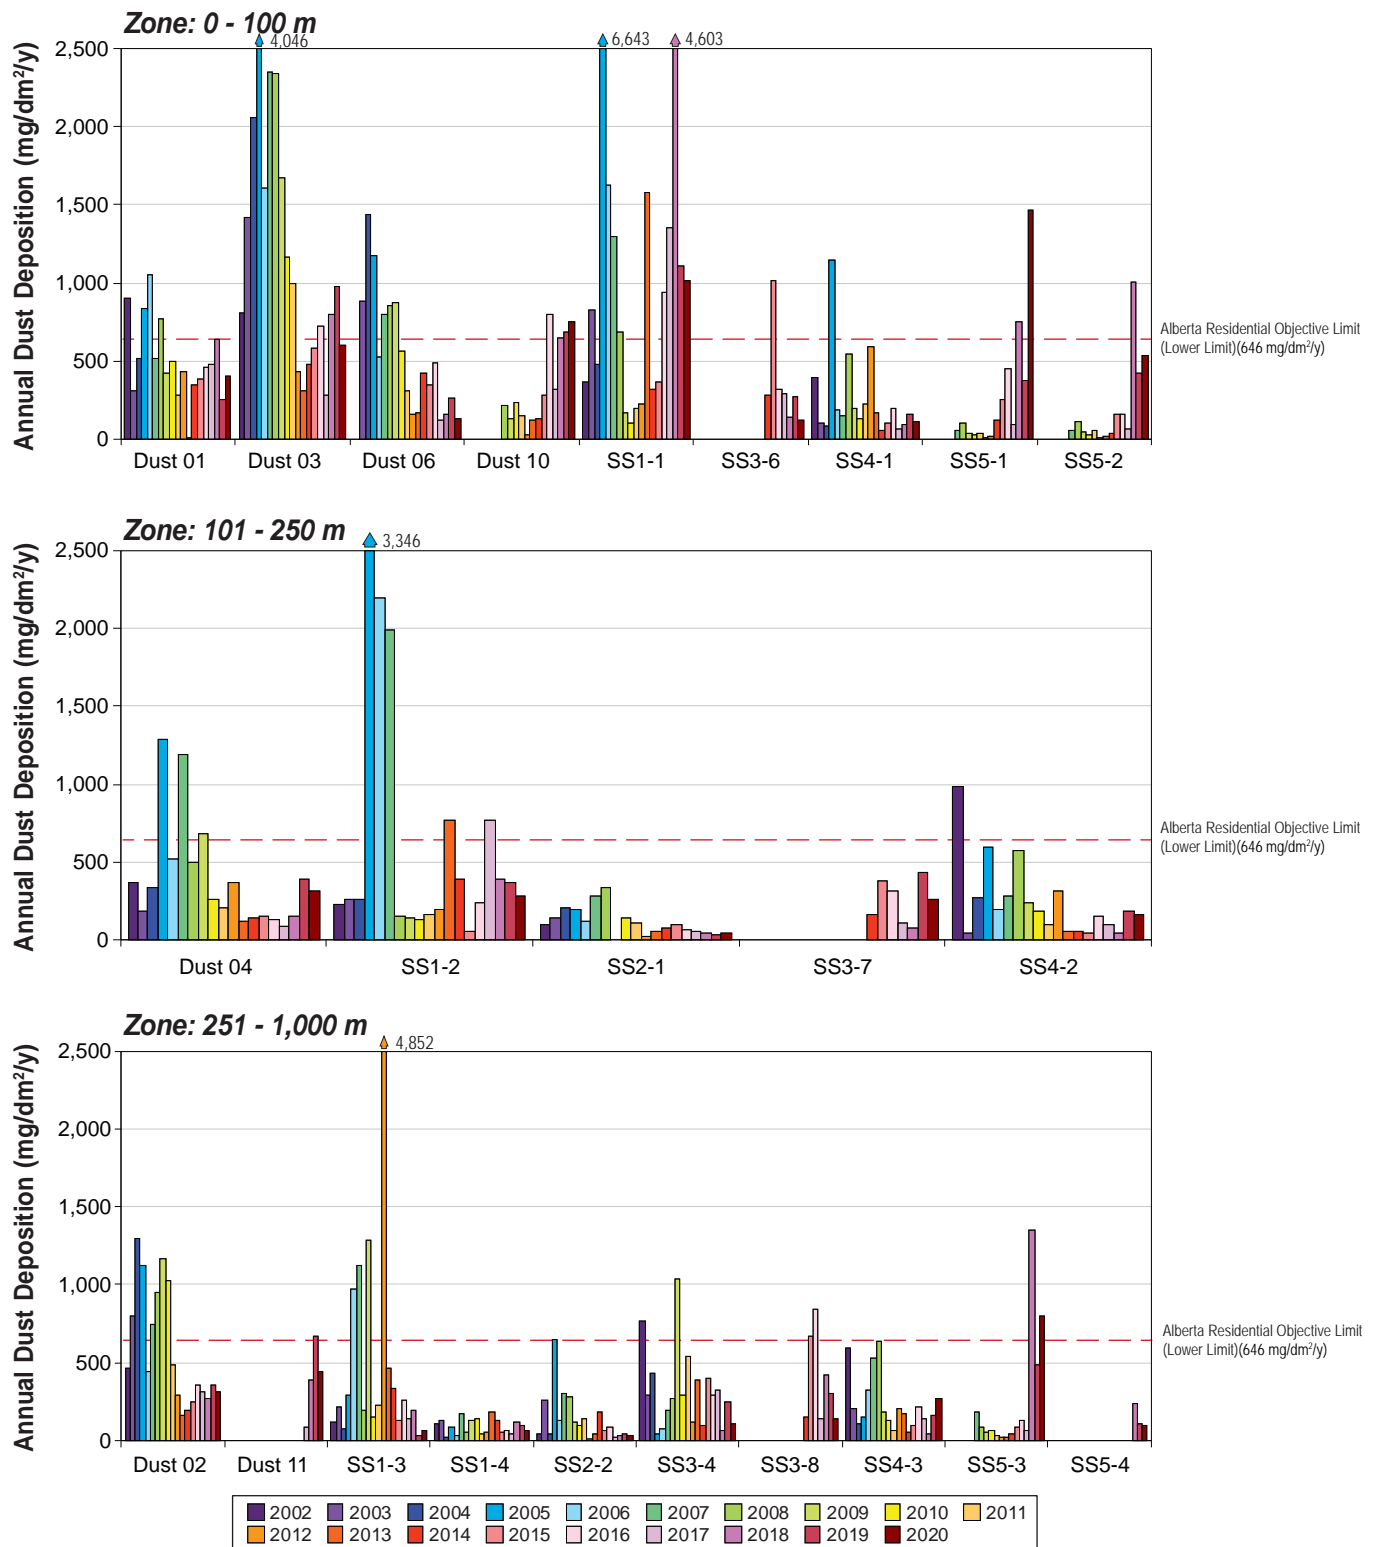 Zone: 0 - 100 m
4,046
6,643
4,603
Annual Dust Deposition (mg/dm²/y)
2,500
2,000
1,500
1,000
500
0
Alberta Residential Objective Limit
(Lower Limit)(646 mg/dm²/y)
Dust 01 Dust 03 Dust 06 Dust 10 SS1-1 SS3-6 SS4-1 SS5-1 SS5-2
Zone: 101 - 250 m
3,346
Annual Dust Deposition (mg/dm²/y)
2,500
2,000
1,500
1,000
500
0
Alberta Residential Objective Limit
(Lower Limit)(646 mg/dm²/y)
Dust 04 SS1-2 SS2-1 SS3-7 SS4-2
Zone: 251 - 1,000 m
4,852
Annual Dust Deposition (mg/dm²/y)
2,500
2,000
1,500
1,000
500
0
Alberta Residential Objective Limit
(Lower Limit)(646 mg/dm²/y)
Dust 02 Dust 11 SS1-3 SS1-4 SS2-2 SS3-4 SS3-8 SS4-3 SS5-3 SS5-4
2002 2003 2004 2005 2006 2007 2008 2009 2010 2011
2012 2013 2014 2015 2016 2017 2018 2019 2020